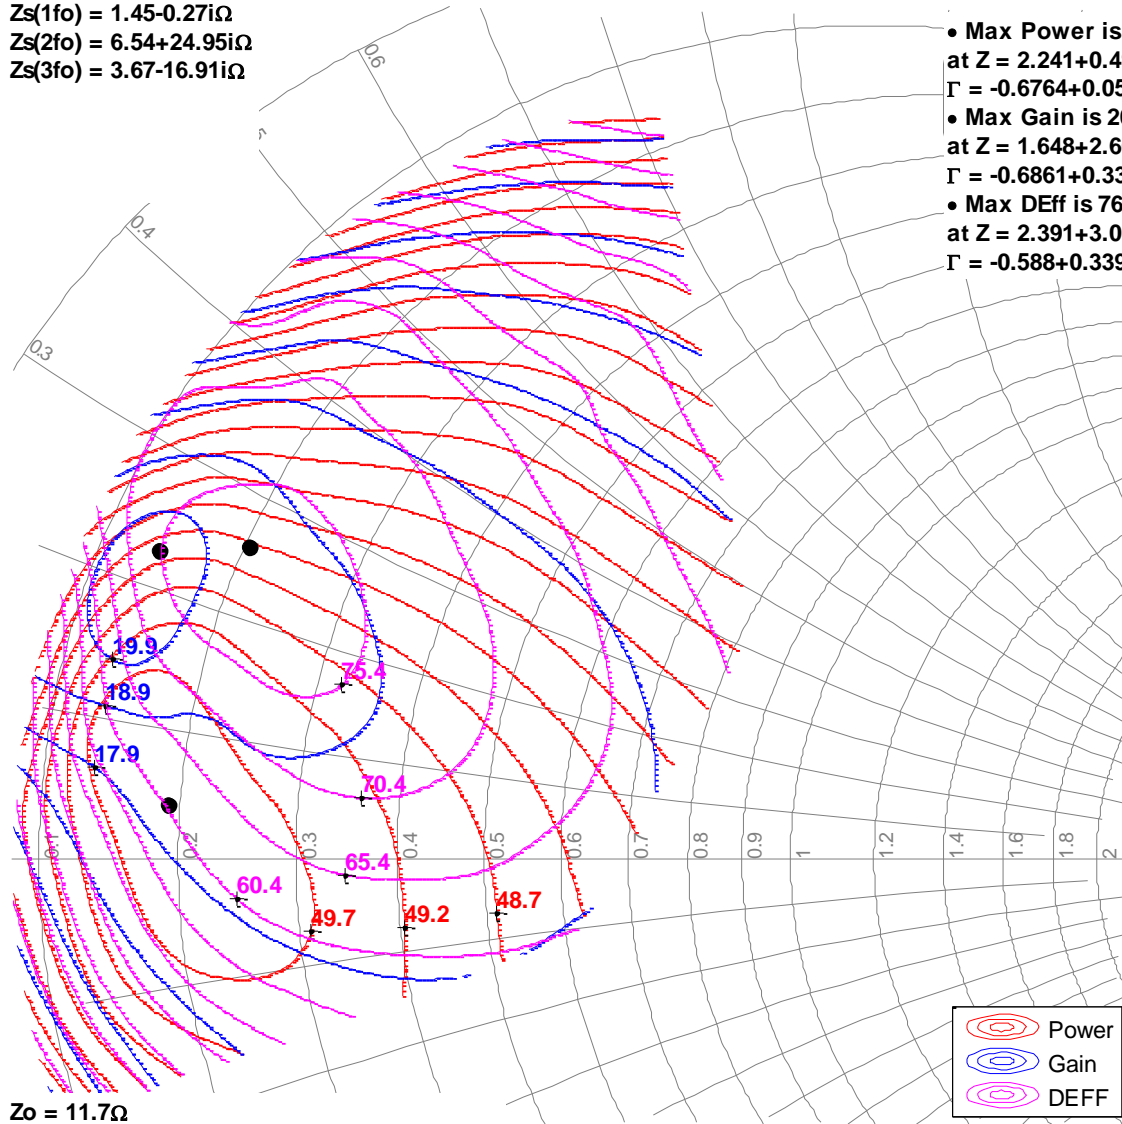 Zs(1fo) = 1.45-0.27iΩ
Zs(2fo) = 6.54+24.95iΩ
Zs(3fo) = 3.67-16.91iΩ
• Max Power is
at Z = 2.241+0.4
Γ = -0.6764+0.05
• Max Gain is 20
at Z = 1.648+2.6
Γ = -0.6861+0.33
• Max DEff is 76
at Z = 2.391+3.0
Γ = -0.588+0.339
0.6
0.4
0.3
19.9
18.9
17.9
75.4
70.4
65.4
60.4
49.7
49.2
48.7
0.1
0.2
0.3
0.4
0.5
0.6
0.7
0.8
0.9
1
1.2
1.4
1.6
1.8
2
Power
Gain
DEFF
Zo = 11.7Ω